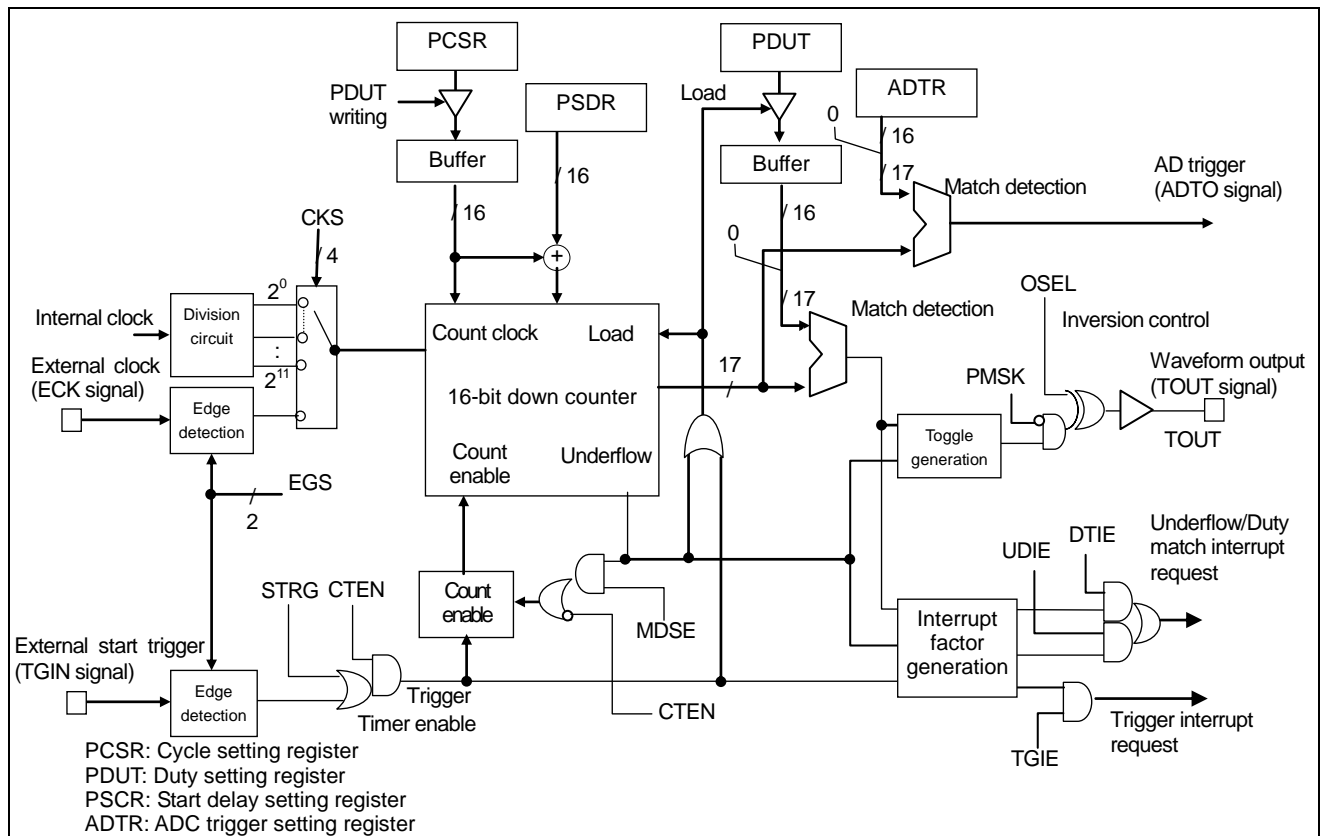 PCSR
PDUT
PDUT
writing
PSDR
Load
ADTR
0
16
17
Buffer
16
Buffer
16
Match detection
AD trigger
(ADTO signal)
16
CKS
4
0
17
+
OSEL
Match detection
Inversion control
Internal clock
Division
circuit
2^0
:
2^11
Count clock
Load
External clock
(ECK signal)
17
16-bit down counter
Waveform output
(TOUT signal)
PMSK
TOUT
Edge
detection
Count
enable
Underflow
Toggle
generation
EGS
2
Underflow/Duty
match interrupt
request
DTIE
UDIE
STRG
CTEN
Count
enable
MDSE
Interrupt
factor
generation
External start trigger
(TGIN signal)
Edge
detection
Trigger
Timer enable
CTEN
Trigger interrupt
request
TGIE
PCSR: Cycle setting register
PDUT: Duty setting register
PSCR: Start delay setting register
ADTR: ADC trigger setting register